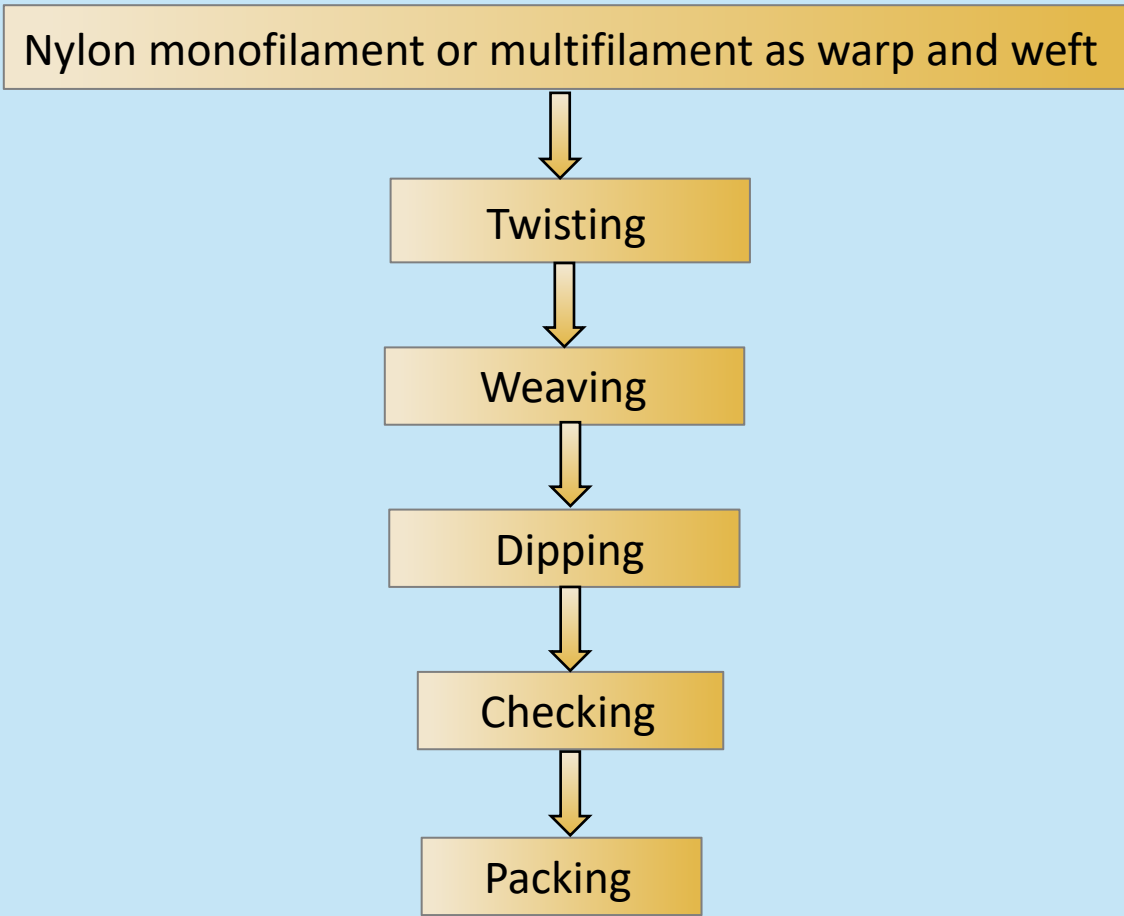 Nylon monofilament or multifilament as warp and weft
Twisting
Weaving
Dipping
Checking
Packing